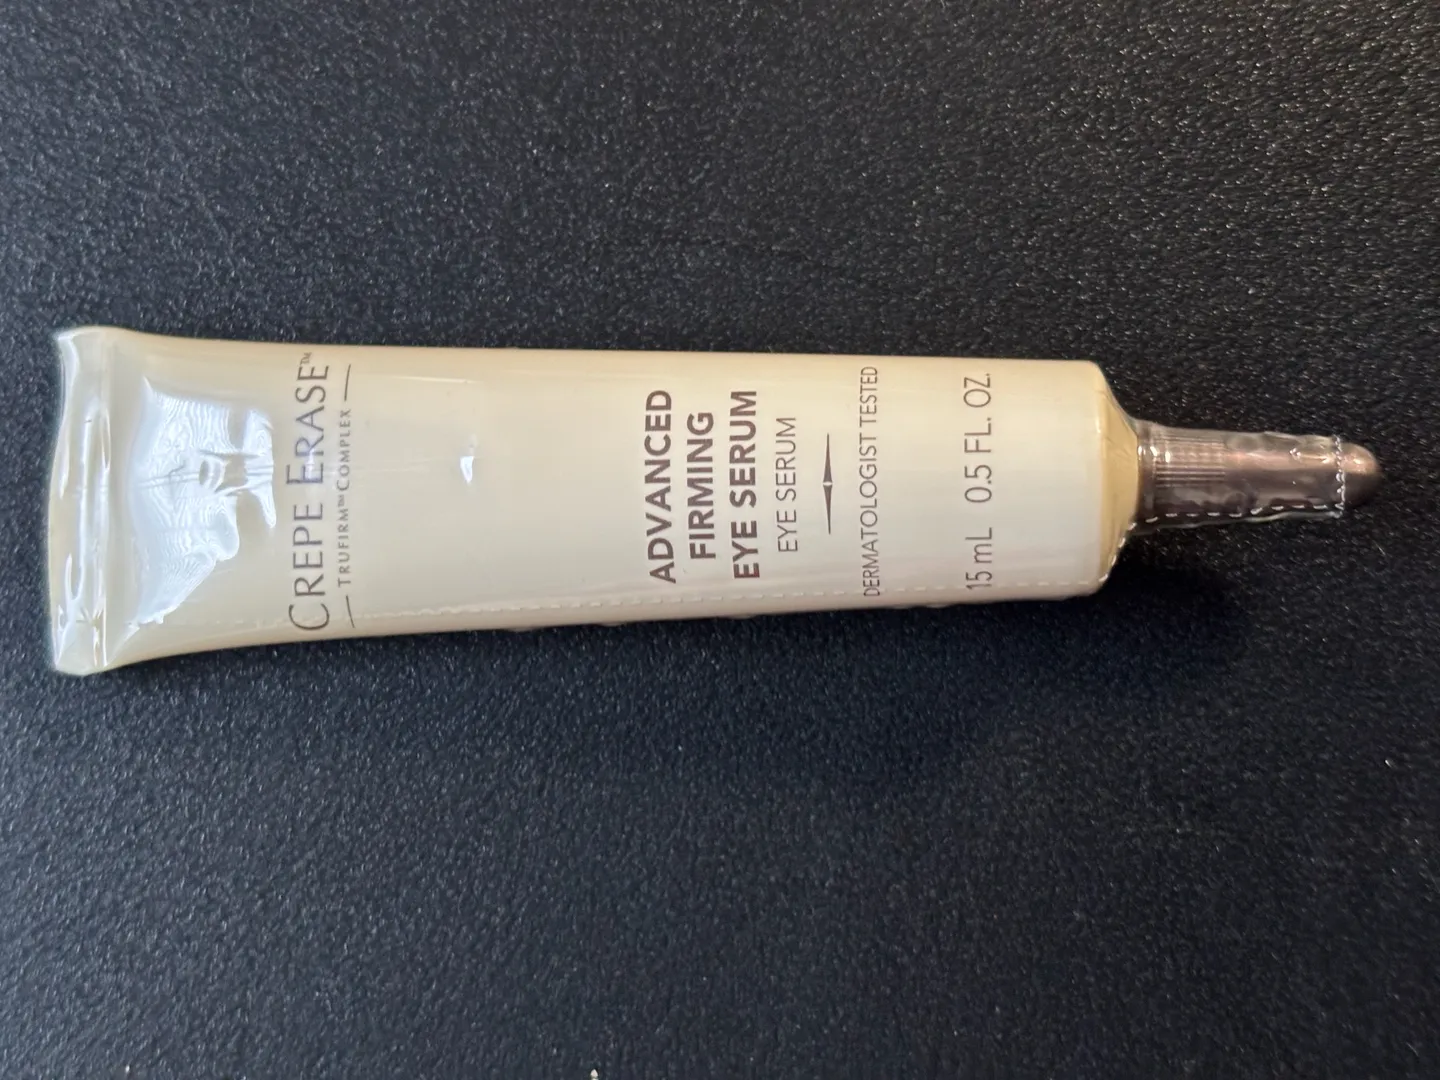 CREPE ERASE™
TRUFIRM™ COMPLEX
ADVANCED
FIRMING
EYE SERUM
EYE SERUM
DERMATOLOGIST TESTED
15 mL 0.5 FL. OZ.